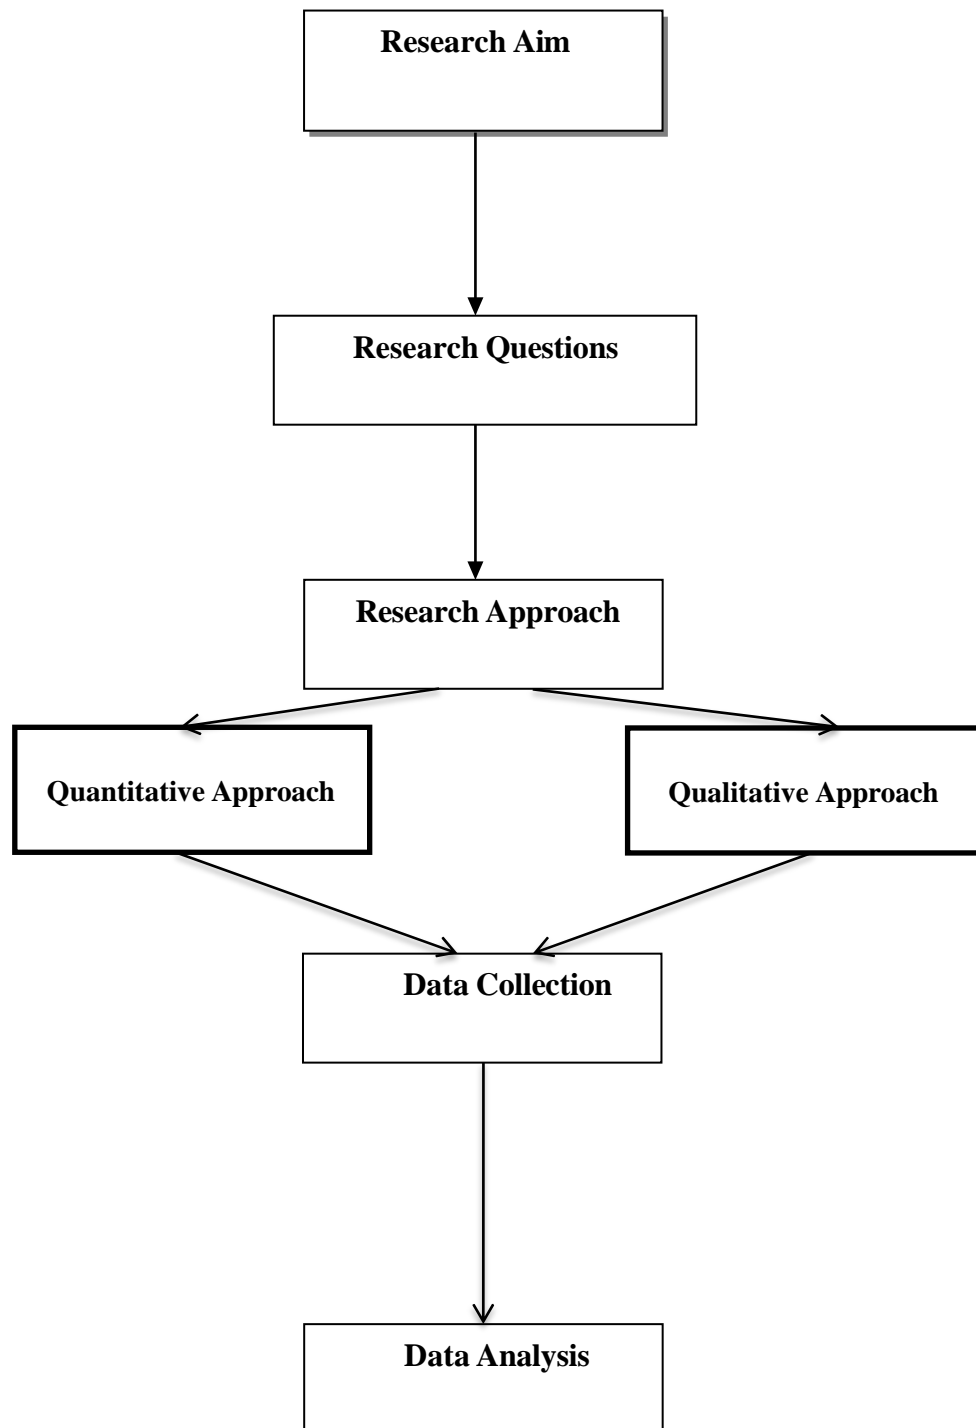 Research Aim
Research Questions
Research Approach
Quantitative Approach
Qualitative Approach
Data Collection
Data Analysis